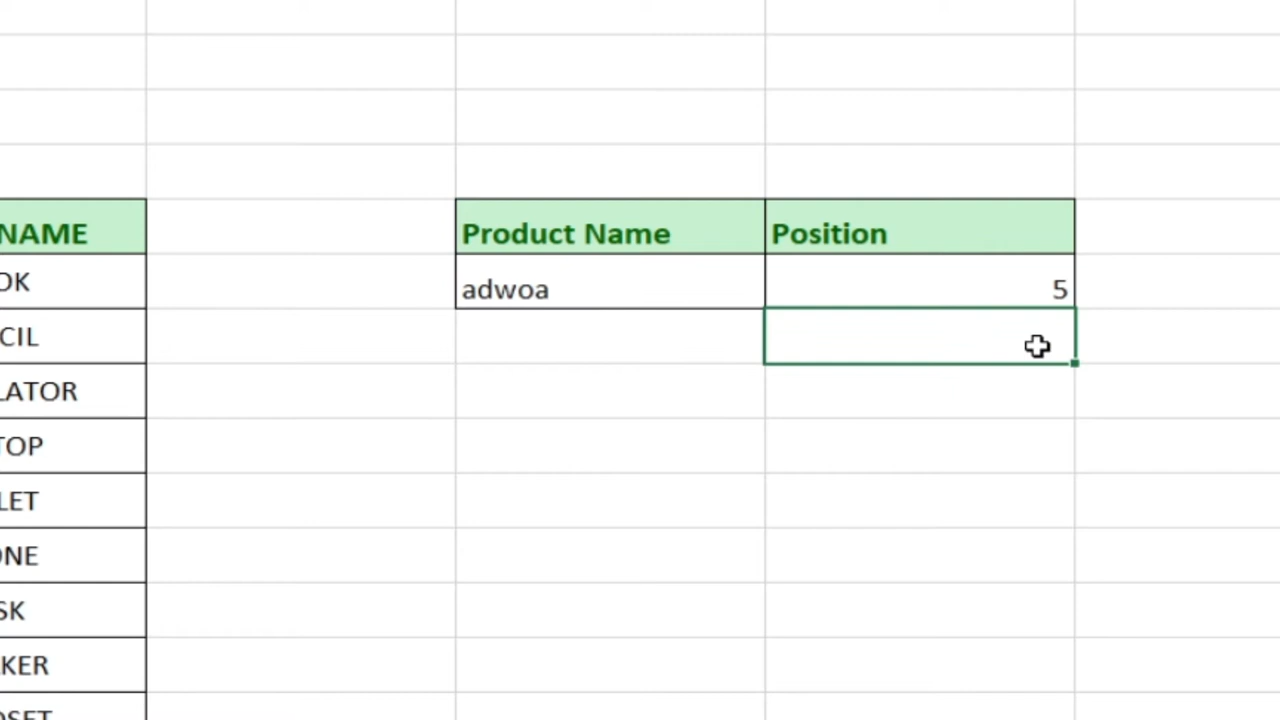 NAME
Product Name Position
OK
adwoa 5
CIL
LATOR
TOP
LET
ONE
SK
KER